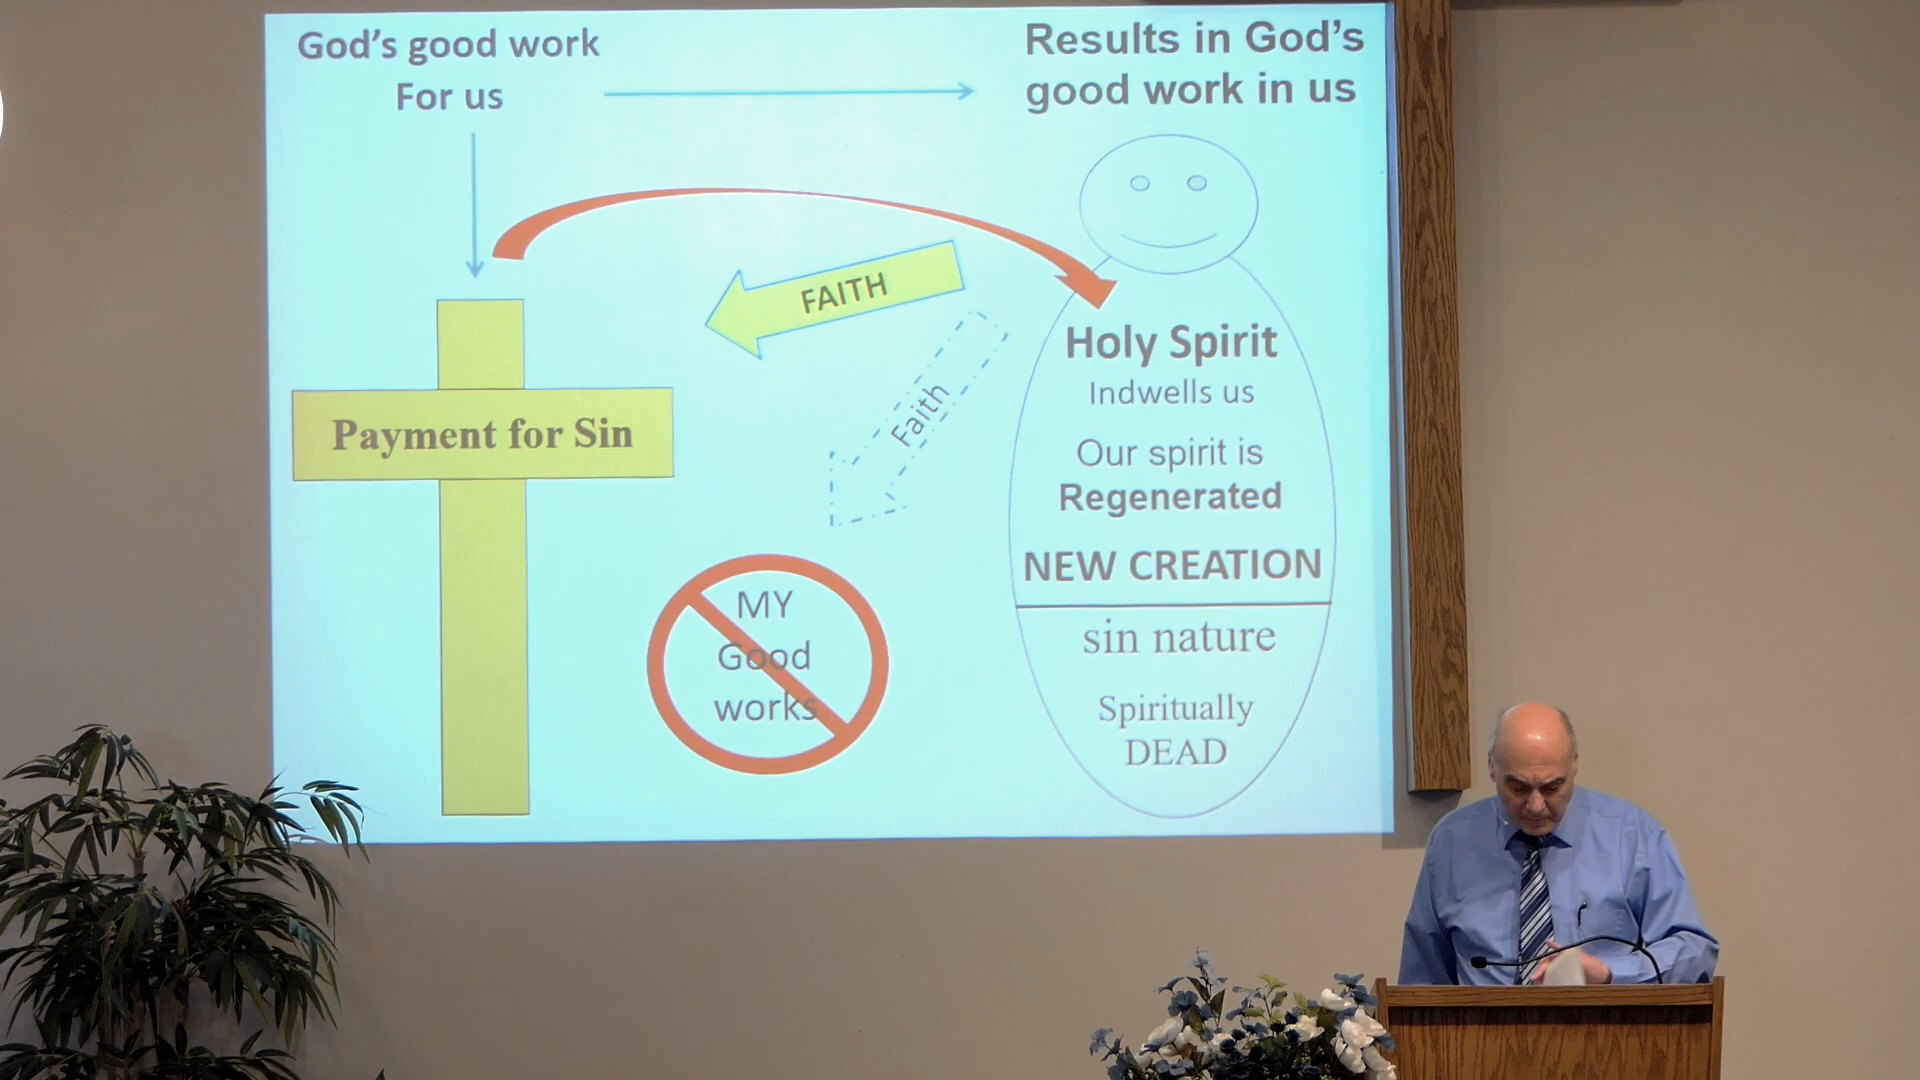 God's good work
For us
Results in God's
good work in us
FAITH
Faith
Payment for Sin
MY
Good
works
Holy Spirit
Indwells us
Our spirit is
Regenerated
NEW CREATION
sin nature
Spiritually
DEAD